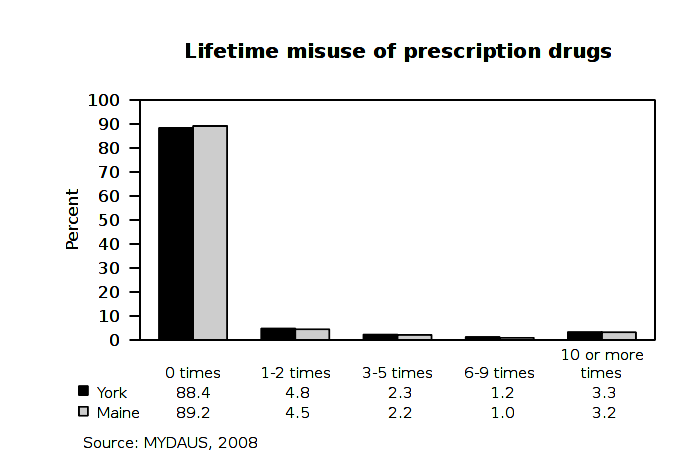 Lifetime misuse of prescription drugs
100
90
80
70
60
50
40
30
20
10
0
Percent
0 times 1-2 times 3-5 times 6-9 times 10 or more times
York 88.4 4.8 2.3 1.2 3.3
Maine 89.2 4.5 2.2 1.0 3.2
Source: MYDAUS, 2008